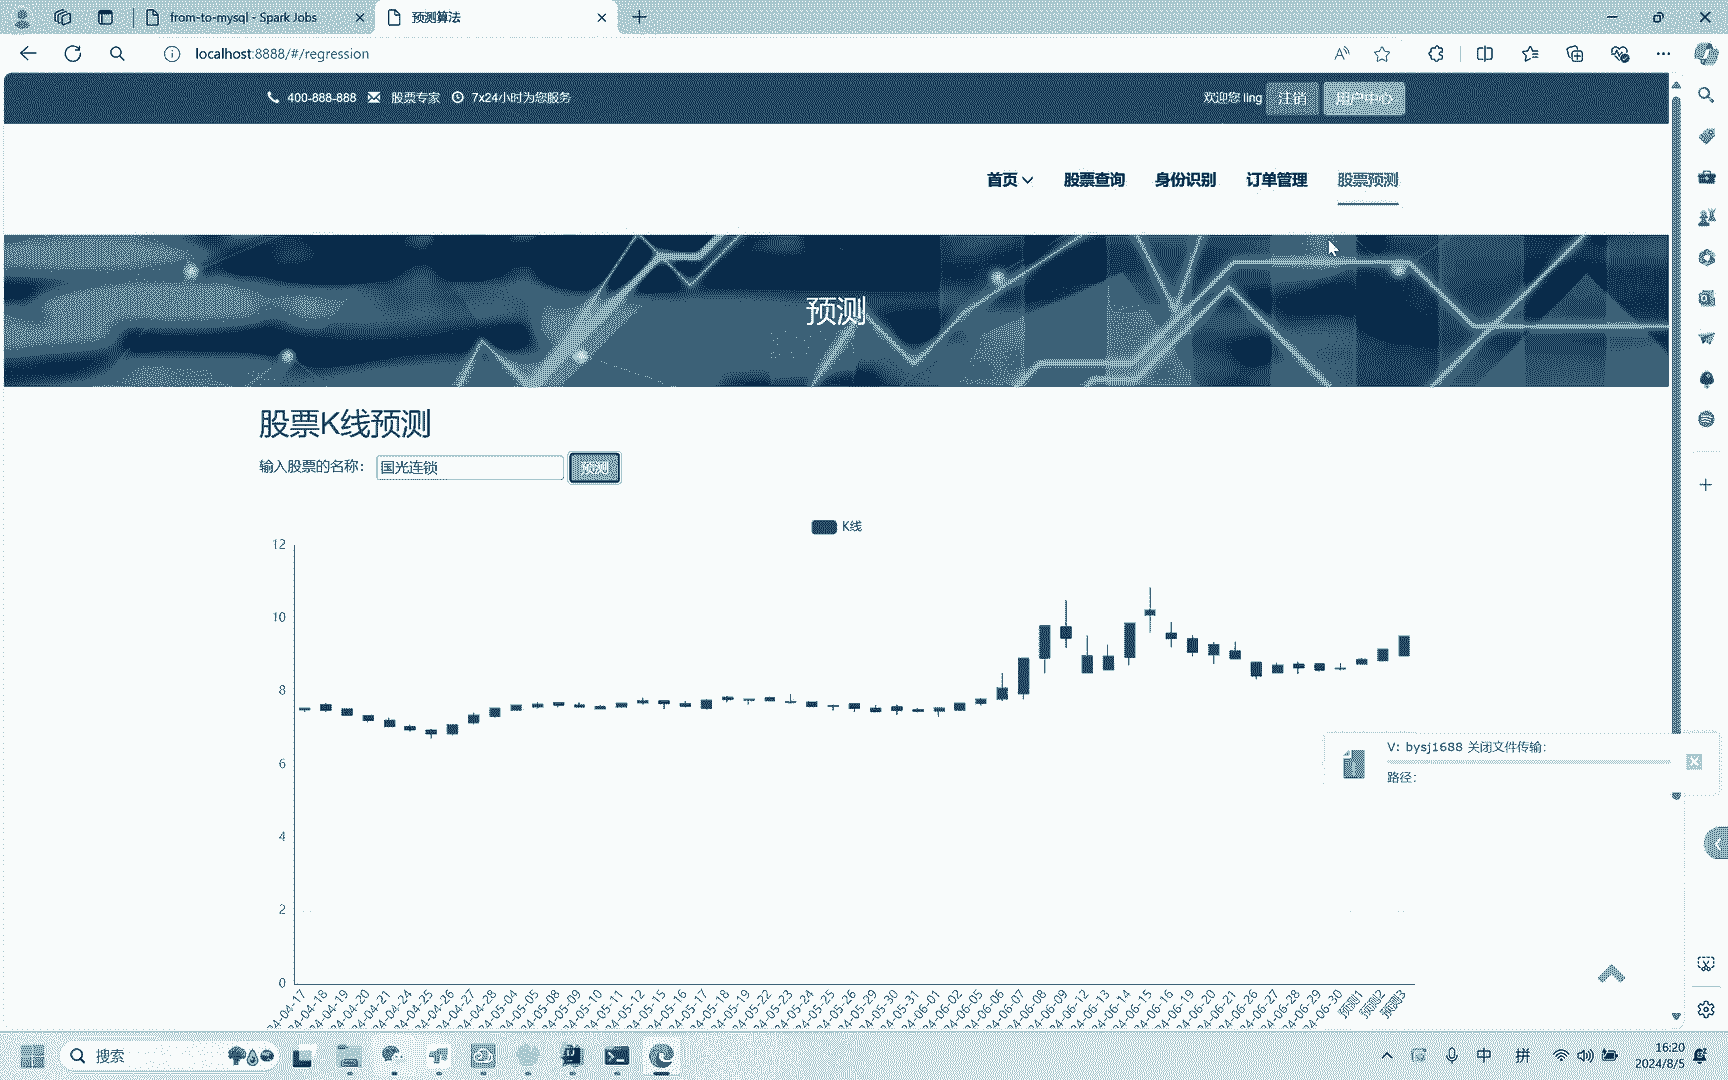 from-to-mysql - Spark Jobs
预测算法
localhost:8888/#/regression
400-888-888 股票专家 7x24小时为您服务
欢迎您 ling 注销 用户中心
首页 股票查询 身份识别 订单管理 股票预测
预测
股票K线预测
输入股票的名称: 国光连锁 预测
K线
12
10
8
6
4
2
0
24-04-17 24-04-18 24-04-19 24-04-20 24-04-21 24-04-24 24-04-25 24-04-26 24-04-27 24-04-28 24-05-04 24-05-05 24-05-08 24-05-09 24-05-10 24-05-11 24-05-12 24-05-15 24-05-16 24-05-17 24-05-18 24-05-19 24-05-22 24-05-23 24-05-24 24-05-25 24-05-26 24-05-29 24-05-30 24-05-31 24-06-01 24-06-02 24-06-05 24-06-06 24-06-07 24-06-08 24-06-09 24-06-12 24-06-13 24-06-14 24-06-15 24-06-16 24-06-19 24-06-20 24-06-21 24-06-26 24-06-27 24-06-28 24-06-29 24-06-30 预测1 预测2 预测3
V: bysj1688 关闭文件传输:
路径:
搜索
中 拼
16:20
2024/8/5